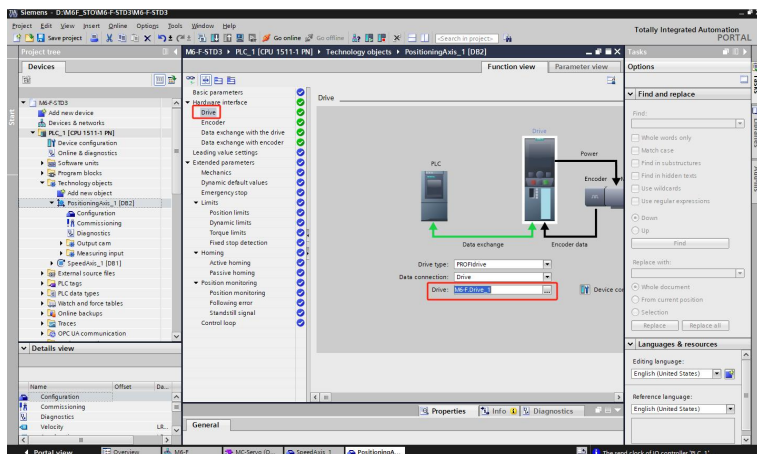 Siemens - D:\M6F_STO\M6-F-STD3\M6-F-STD3
Project Edit View Insert Online Options Tools Window Help
Save project Go online Go offline <Search in project>
Totally Integrated Automation
PORTAL
Project tree
M6-F-STD3 ▸ PLC_1 [CPU 1511-1 PN] ▸ Technology objects ▸ PositioningAxis_1 [DB2]
Tasks
Devices
Function view Parameter view
Options
M6-F-STD3
Add new device
Devices & networks
PLC_1 [CPU 1511-1 PN]
Device configuration
Online & diagnostics
Software units
Program blocks
Technology objects
Add new object
PositioningAxis_1 [DB2]
Configuration
Commissioning
Diagnostics
Output cam
Measuring input
SpeedAxis_1 [DB1]
External source files
PLC tags
PLC data types
Watch and force tables
Online backups
Traces
OPC UA communication
Details view
Name Offset Da...
Configuration
Commissioning
Diagnostics
Velocity LR...
Basic parameters
Hardware interface
Drive
Encoder
Data exchange with the drive
Data exchange with encoder
Leading value settings
Extended parameters
Mechanics
Dynamic default values
Emergency stop
Limits
Position limits
Dynamic limits
Torque limits
Fixed stop detection
Homing
Active homing
Passive homing
Position monitoring
Position monitoring
Following error
Standstill signal
Control loop
Drive
PLC
Drive
Power
Encoder
Data exchange
Encoder data
Drive type: PROFIdrive
Data connection: Drive
Drive: M6-F.Drive_1
Device con
Properties Info Diagnostics
General
Find and replace
Find:
Whole words only
Match case
Find in substructures
Find in hidden texts
Use wildcards
Use regular expressions
Down
Up
Find
Replace with:
Whole document
From current position
Selection
Replace Replace all
Languages & resources
Editing language:
English (United States)
Reference language:
English (United States)
Start
Tasks
Libraries
Portal view Overview M6-F MC-Servo (O... SpeedAxis_1 PositioningA...